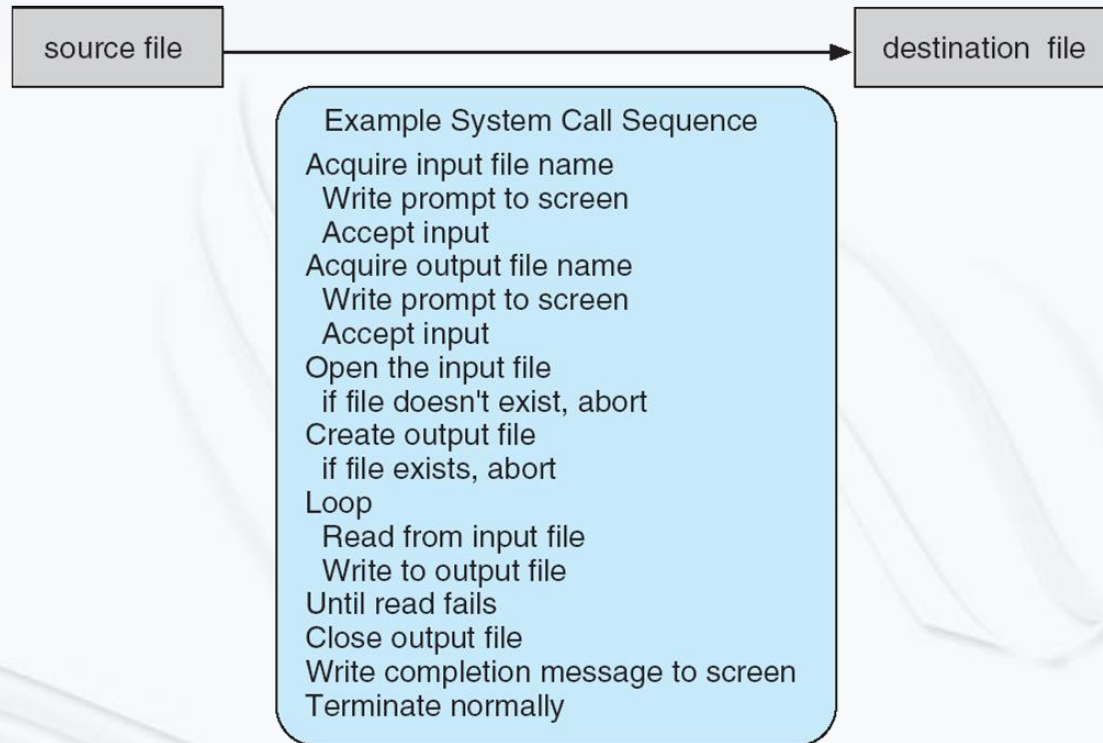 source file
destination file
Example System Call Sequence
Acquire input file name
Write prompt to screen
Accept input
Acquire output file name
Write prompt to screen
Accept input
Open the input file
if file doesn't exist, abort
Create output file
if file exists, abort
Loop
Read from input file
Write to output file
Until read fails
Close output file
Write completion message to screen
Terminate normally